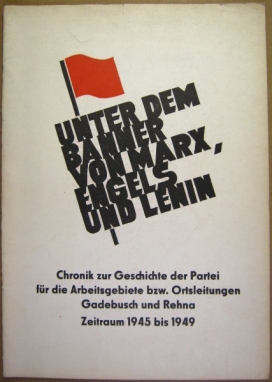 UNTER DEM
BANNER
VON MARX,
ENGELS
UND LENIN
Chronik zur Geschichte der Partei
für die Arbeitsgebiete bzw. Ortsleitungen
Gadebusch und Rehna
Zeitraum 1945 bis 1949